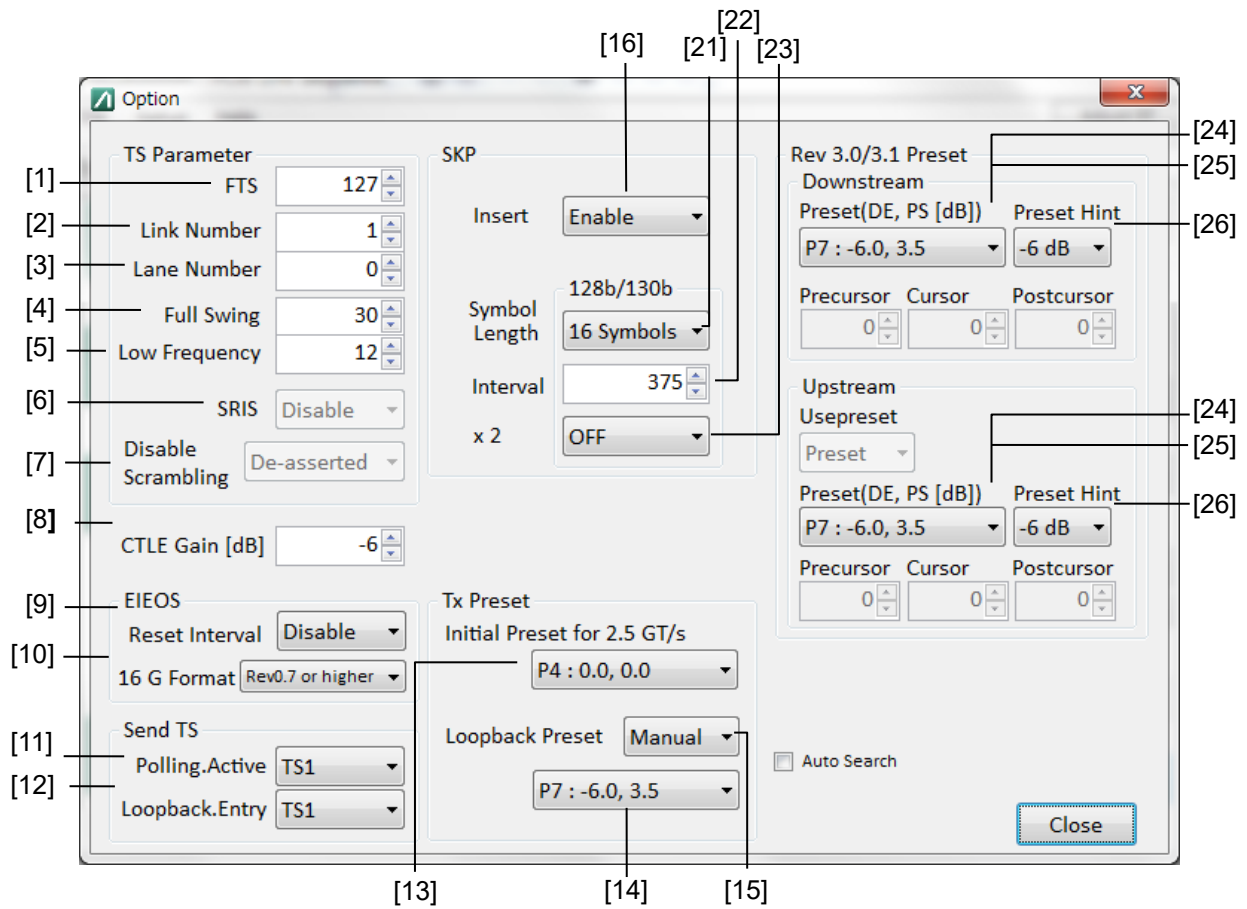 [22]
[16] [21] [23]
Option
TS Parameter
[1] FTS 127
[2] Link Number 1
[3] Lane Number 0
[4] Full Swing 30
[5] Low Frequency 12
[6] SRIS Disable
[7] Disable Scrambling De-asserted
[8] CTLE Gain [dB] -6
[9] EIEOS
Reset Interval Disable
[10] 16 G Format Rev0.7 or higher
Send TS
[11] Polling.Active TS1
[12] Loopback.Entry TS1
SKP
Insert Enable
128b/130b
Symbol Length 16 Symbols
Interval 375
x 2 OFF
Tx Preset
Initial Preset for 2.5 GT/s
P4 : 0.0, 0.0
Loopback Preset Manual
P7 : -6.0, 3.5
[13] [14] [15]
Rev 3.0/3.1 Preset
Downstream
Preset(DE, PS [dB]) Preset Hint
P7 : -6.0, 3.5 -6 dB
Precursor Cursor Postcursor
0 0 0
[24]
[25]
[26]
Upstream
Usepreset
Preset
Preset(DE, PS [dB]) Preset Hint
P7 : -6.0, 3.5 -6 dB
Precursor Cursor Postcursor
0 0 0
[24]
[25]
[26]
Auto Search
Close